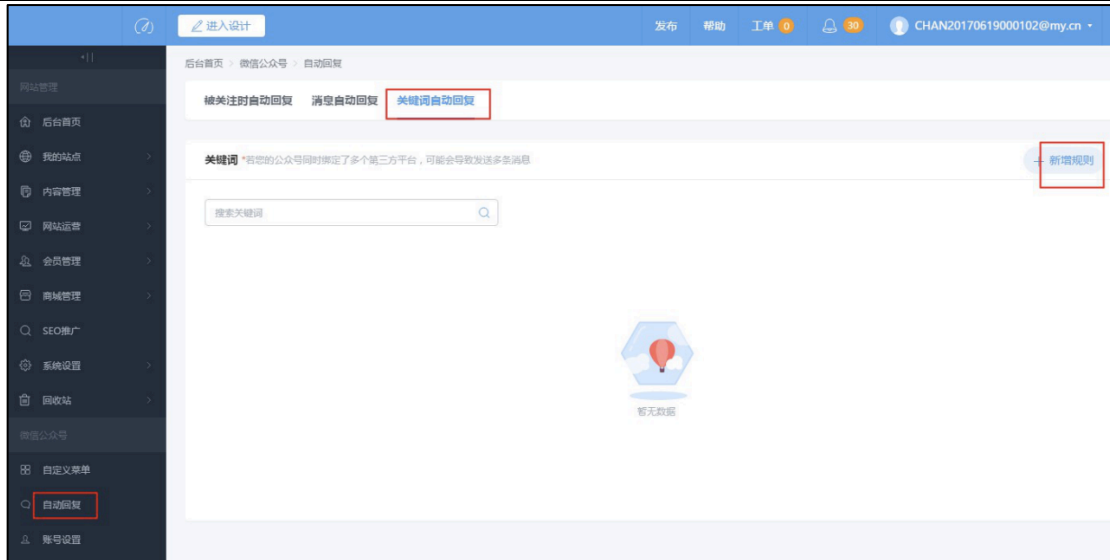 进入设计 发布 帮助 工单 0 30 CHAN20170619000102@my.cn
后台首页 > 微信公众号 > 自动回复
网站管理
被关注时自动回复 消息自动回复 关键词自动回复
后台首页
我的站点
关键词 *若您的公众号同时绑定了多个第三方平台，可能会导致发送多条消息 + 新增规则
内容管理
搜索关键词
网站运营
会员管理
商城管理
SEO推广
系统设置
回收站
暂无数据
微信公众号
自定义菜单
自动回复
账号设置